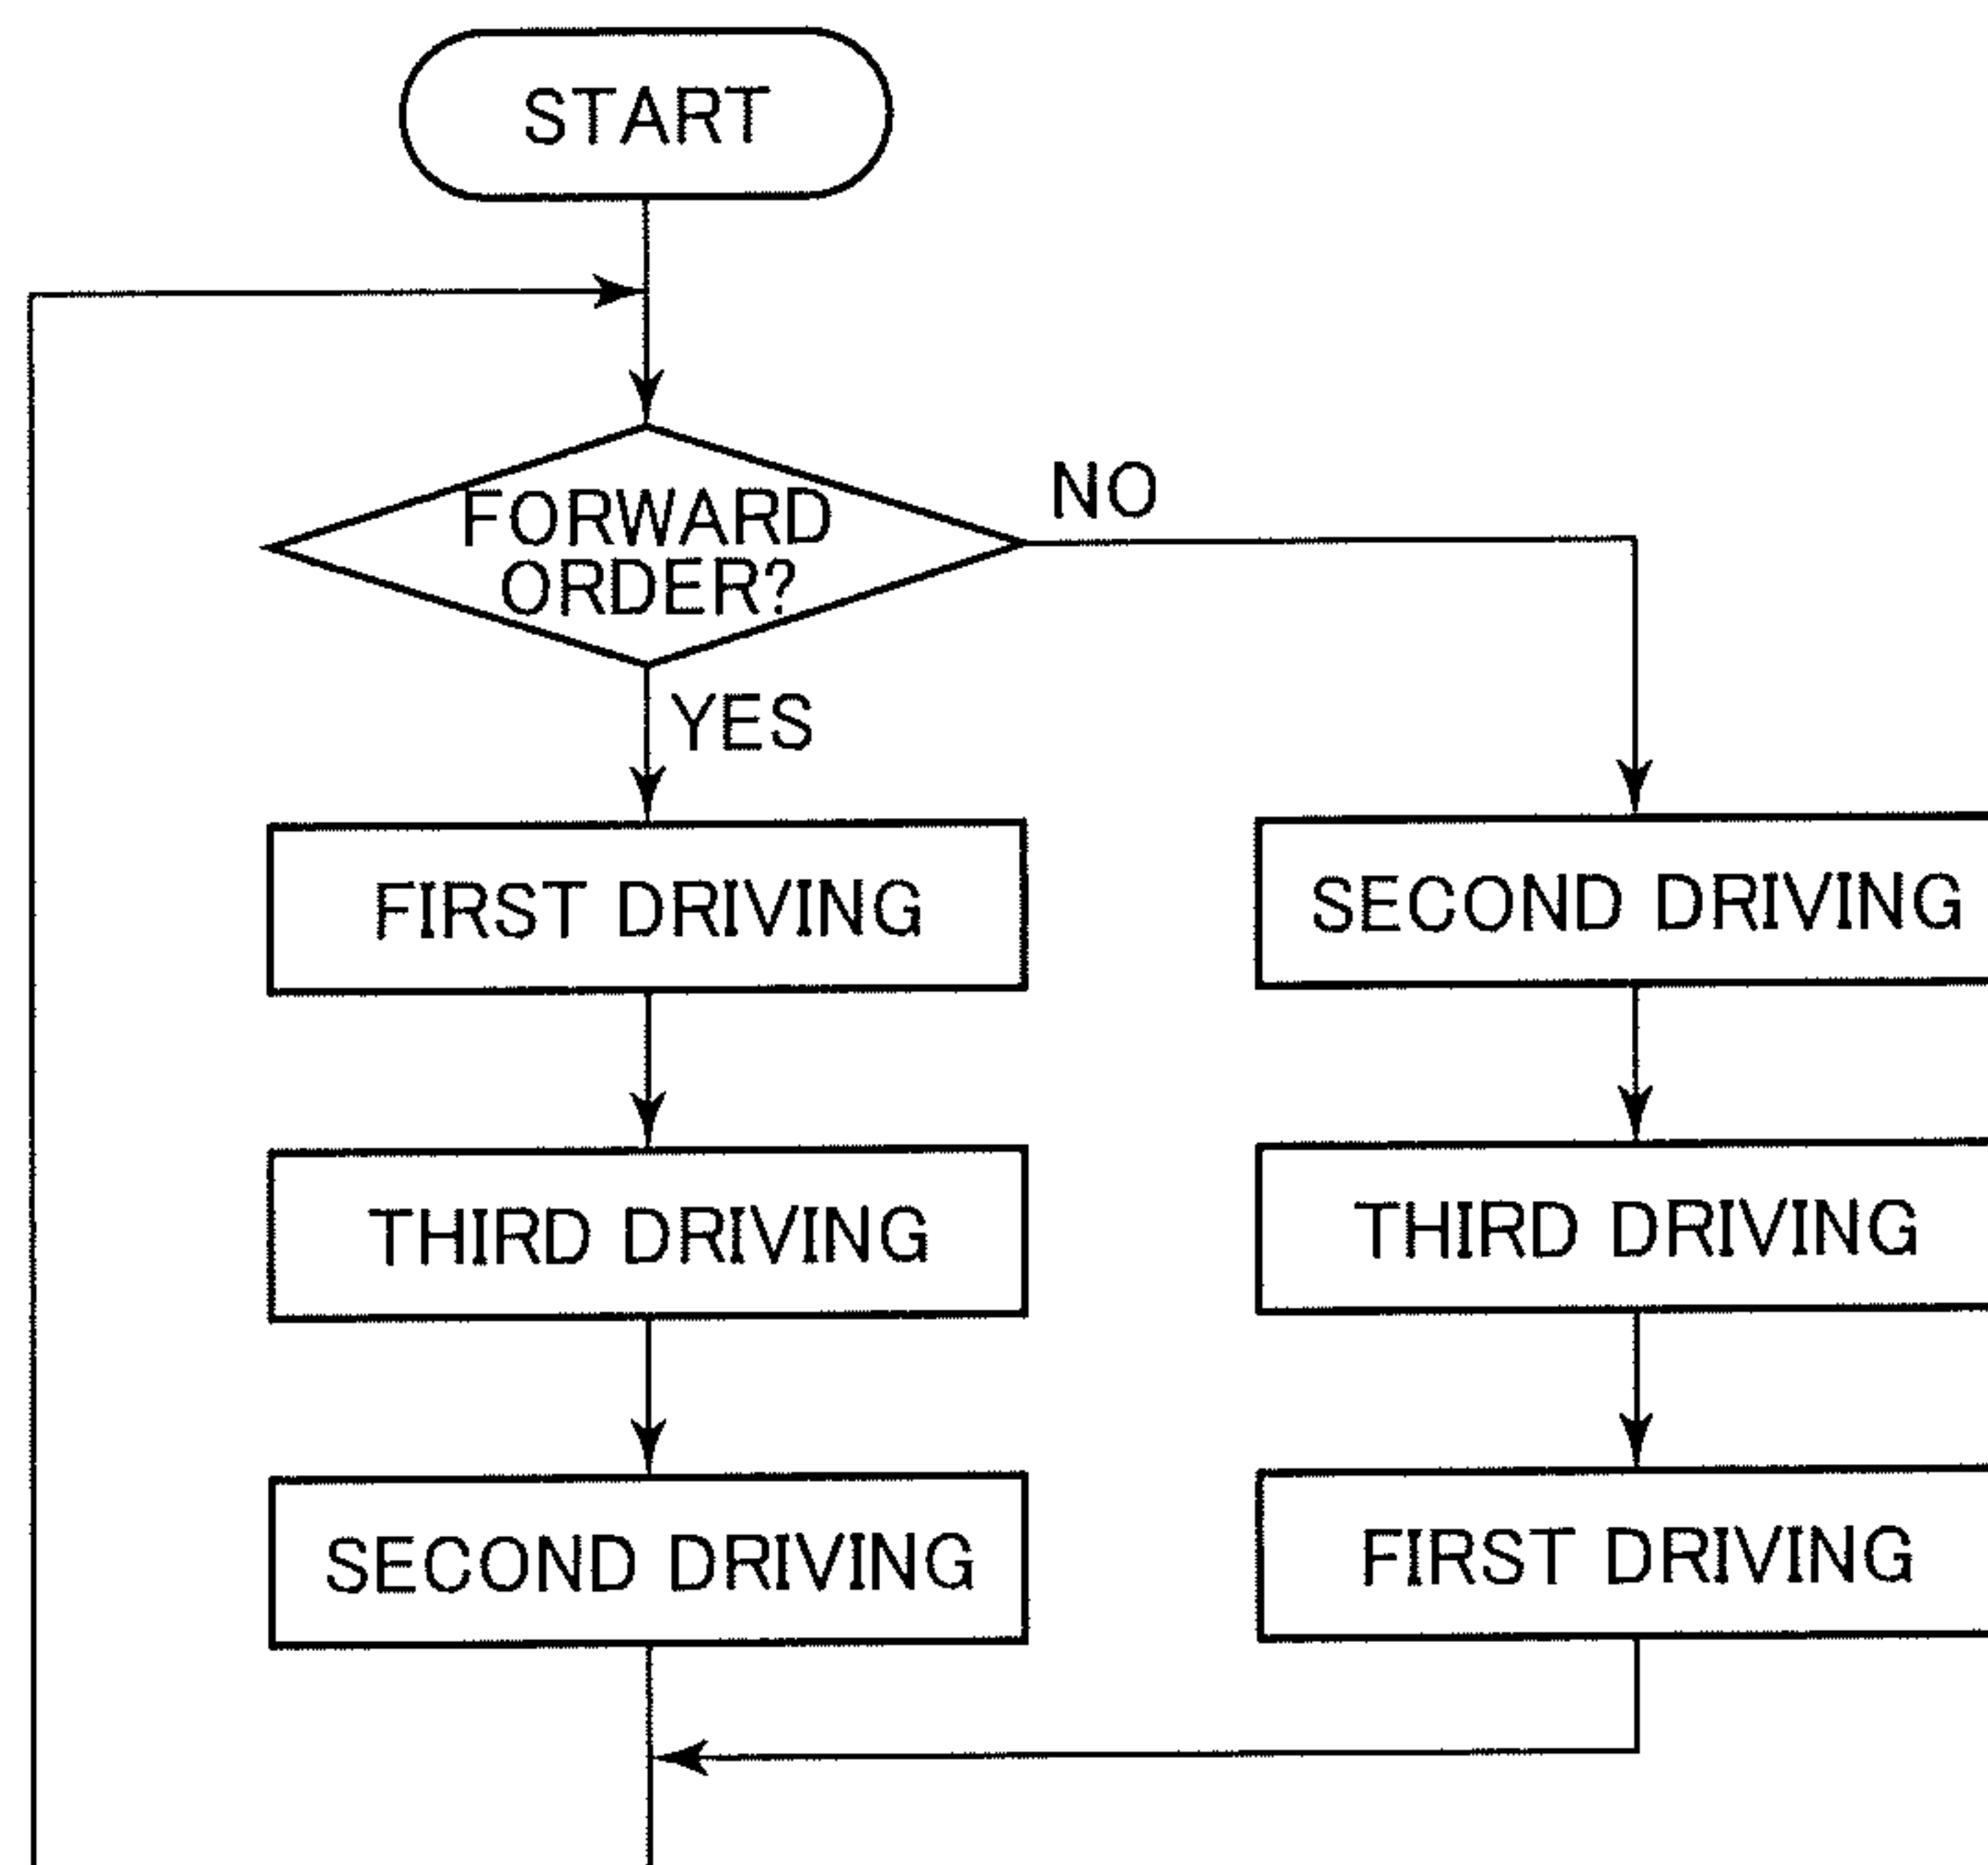 START
FORWARD
ORDER?
NO
YES
FIRST DRIVING
SECOND DRIVING
THIRD DRIVING
THIRD DRIVING
SECOND DRIVING
FIRST DRIVING